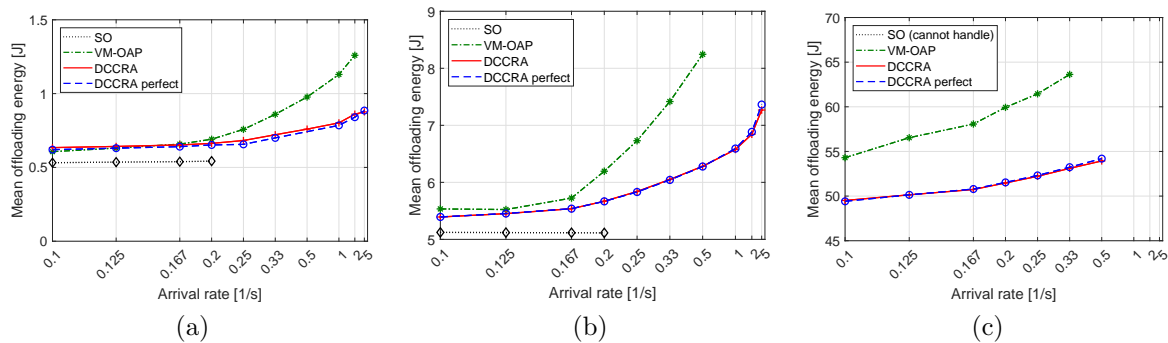 Mean offloading energy [J]
1.5
1
0.5
0
SO
VM-OAP
DCCRA
DCCRA perfect
0.1
0.125
0.167
0.2
0.25
0.33
0.5
1
2
5
Arrival rate [1/s]
(a)
Mean offloading energy [J]
9
8
7
6
5
SO
VM-OAP
DCCRA
DCCRA perfect
0.1
0.125
0.167
0.2
0.25
0.33
0.5
1
2
5
Arrival rate [1/s]
(b)
Mean offloading energy [J]
75
70
65
60
55
50
45
SO (cannot handle)
VM-OAP
DCCRA
DCCRA perfect
0.1
0.125
0.167
0.2
0.25
0.33
0.5
1
2
5
Arrival rate [1/s]
(c)